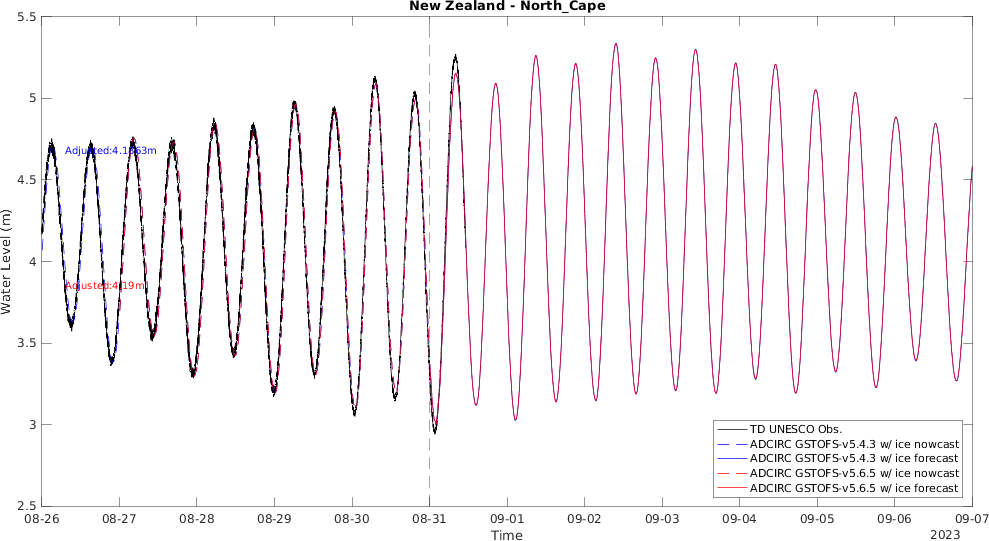 New Zealand - North_Cape
5.5
5
4.5
4
3.5
3
2.5
Water Level (m)
Adjusted:4.1363m
Adjusted:4.19m
TD UNESCO Obs.
ADCIRC GSTOFS-v5.4.3 w/ ice nowcast
ADCIRC GSTOFS-v5.4.3 w/ ice forecast
ADCIRC GSTOFS-v5.6.5 w/ ice nowcast
ADCIRC GSTOFS-v5.6.5 w/ ice forecast
08-26 08-27 08-28 08-29 08-30 08-31 09-01 09-02 09-03 09-04 09-05 09-06 09-07
Time
2023